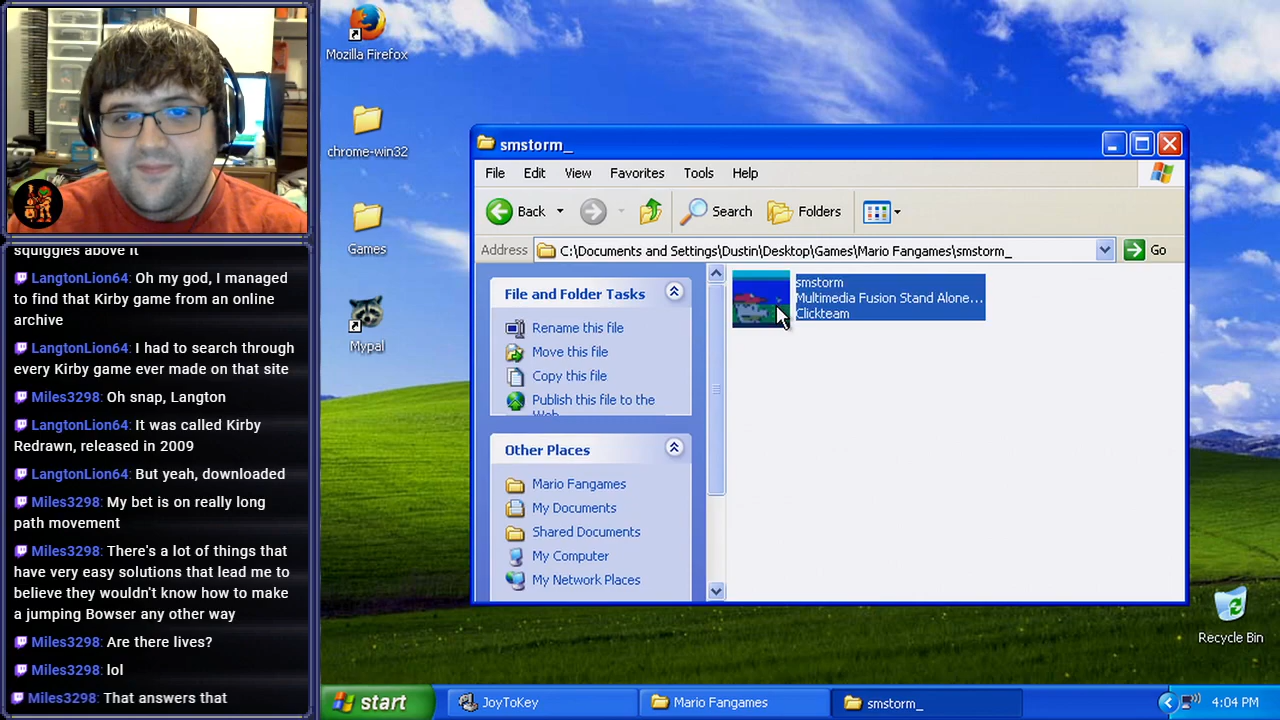 squiggles above it
LangtonLion64: Oh my god, I managed
to find that Kirby game from an online
archive
LangtonLion64: I had to search through
every Kirby game ever made on that site
Miles3298: Oh snap, Langton
LangtonLion64: It was called Kirby
Redrawn, released in 2009
LangtonLion64: But yeah, downloaded
Miles3298: My bet is on really long
path movement
Miles3298: There's a lot of things that
have very easy solutions that lead me to
believe they wouldn't know how to make
a jumping Bowser any other way
Miles3298: Are there lives?
Miles3298: lol
Miles3298: That answers that
Mozilla Firefox
chrome-win32
Games
Mypal
smstorm_
File Edit View Favorites Tools Help
Back Search Folders
Address C:\Documents and Settings\Dustin\Desktop\Games\Mario Fangames\smstorm_ Go
File and Folder Tasks
Rename this file
Move this file
Copy this file
Publish this file to the
Web
Other Places
Mario Fangames
My Documents
Shared Documents
My Computer
My Network Places
smstorm
Multimedia Fusion Stand Alone...
Clickteam
Recycle Bin
start JoyToKey Mario Fangames smstorm_ 4:04 PM